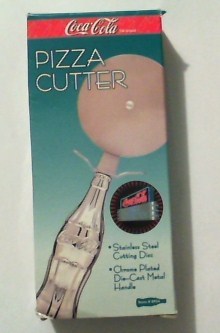 Coca-Cola
PIZZA
CUTTER
• Stainless Steel
Cutting Disc
• Chrome Plated
Die-Cast Metal
Handle